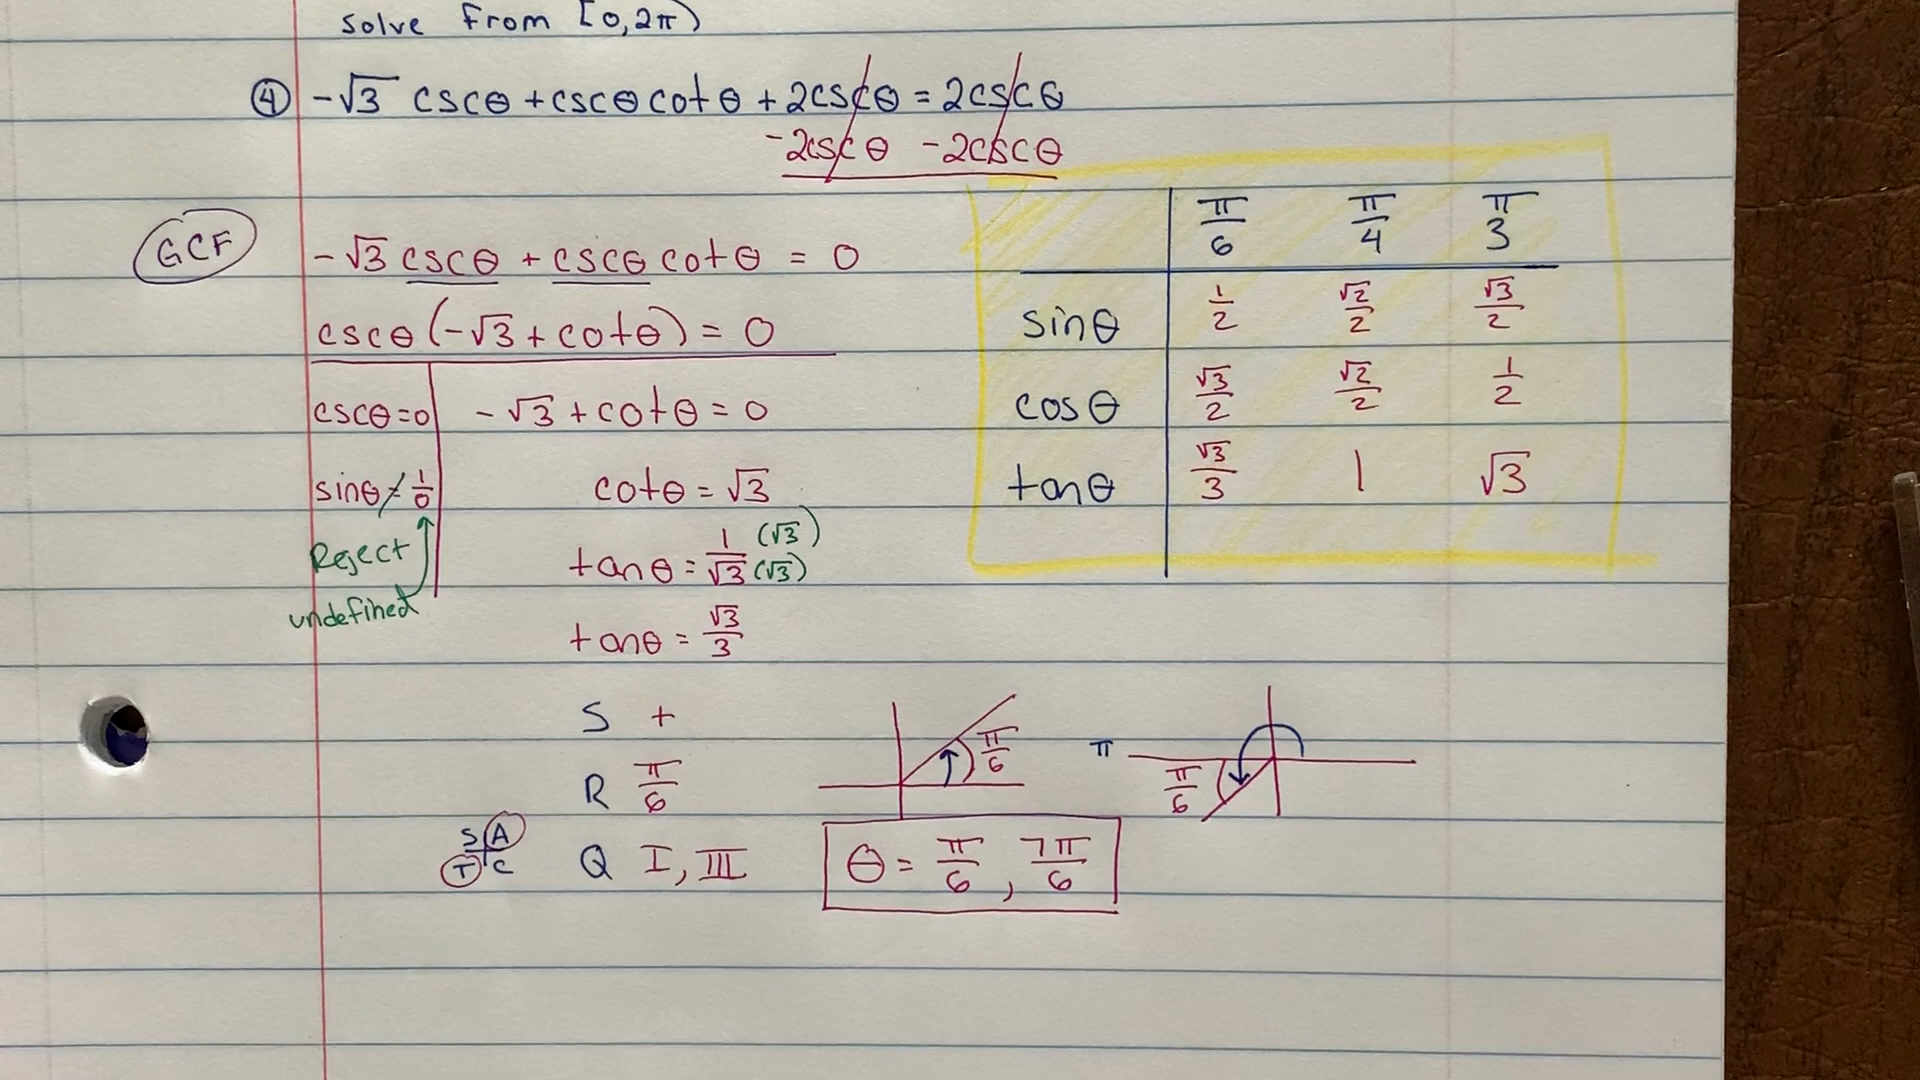 solve from [0,2π)
④ -√3 cscθ + cscθ cotθ + 2cscθ = 2cscθ
-2cscθ -2cscθ
GCF
-√3 cscθ + cscθ cotθ = 0
cscθ(-√3 + cotθ) = 0
cscθ=0
-√3 + cotθ = 0
sinθ ≠ 1/0
cotθ = √3
Reject
undefined
tanθ = 1/√3 (√3)/(√3)
tanθ = √3/3
S +
R π/6
S A
T C
Q I, III
π/6 π/4 π/3
sinθ 1/2 √2/2 √3/2
cosθ √3/2 √2/2 1/2
tanθ √3/3 1 √3
π/6
π
π/6
θ = π/6, 7π/6